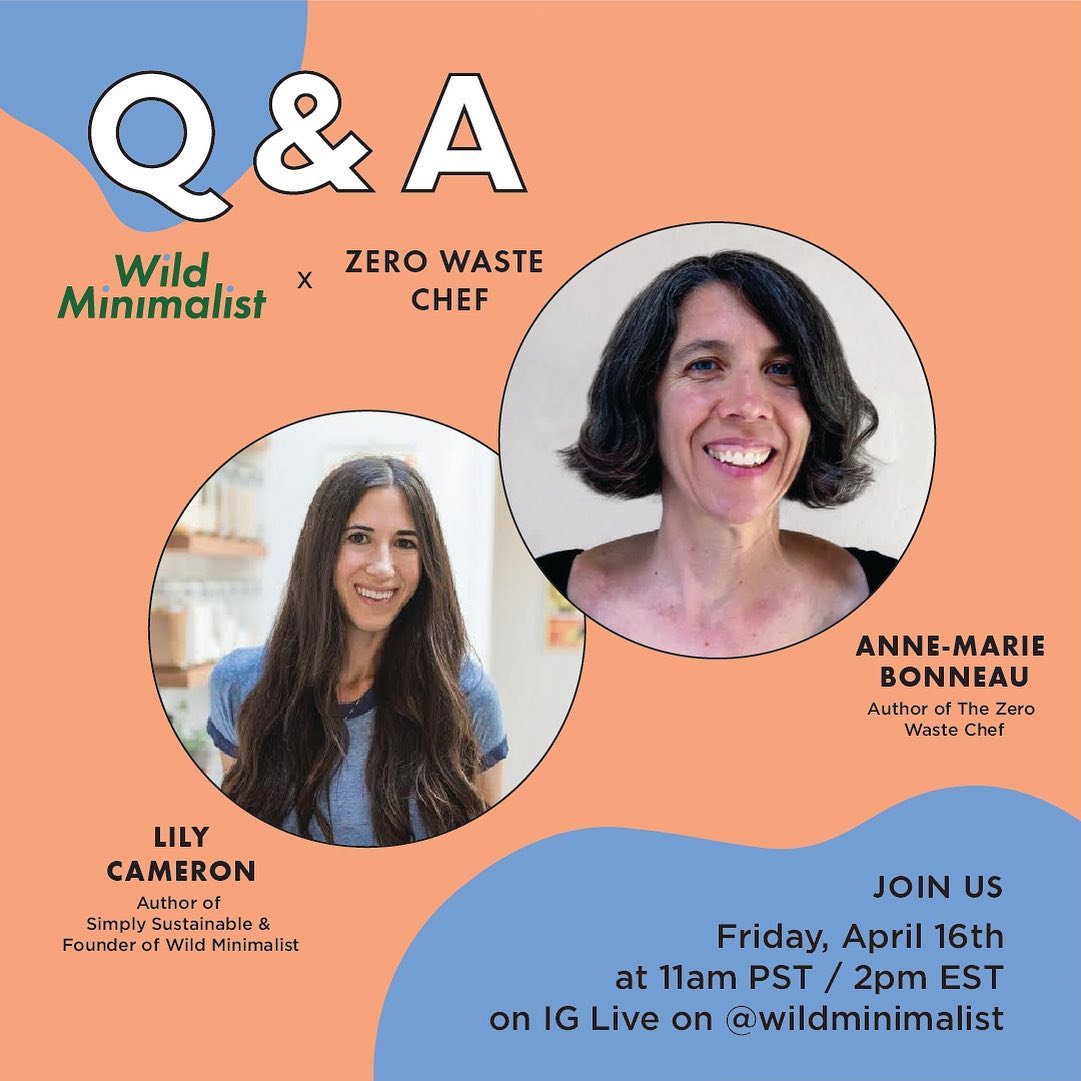 Q & A
Wild
Minimalist
x
ZERO WASTE
CHEF
ANNE-MARIE
BONNEAU
Author of The Zero
Waste Chef
LILY
CAMERON
Author of
Simply Sustainable &
Founder of Wild Minimalist
JOIN US
Friday, April 16th
at 11am PST / 2pm EST
on IG Live on @wildminimalist